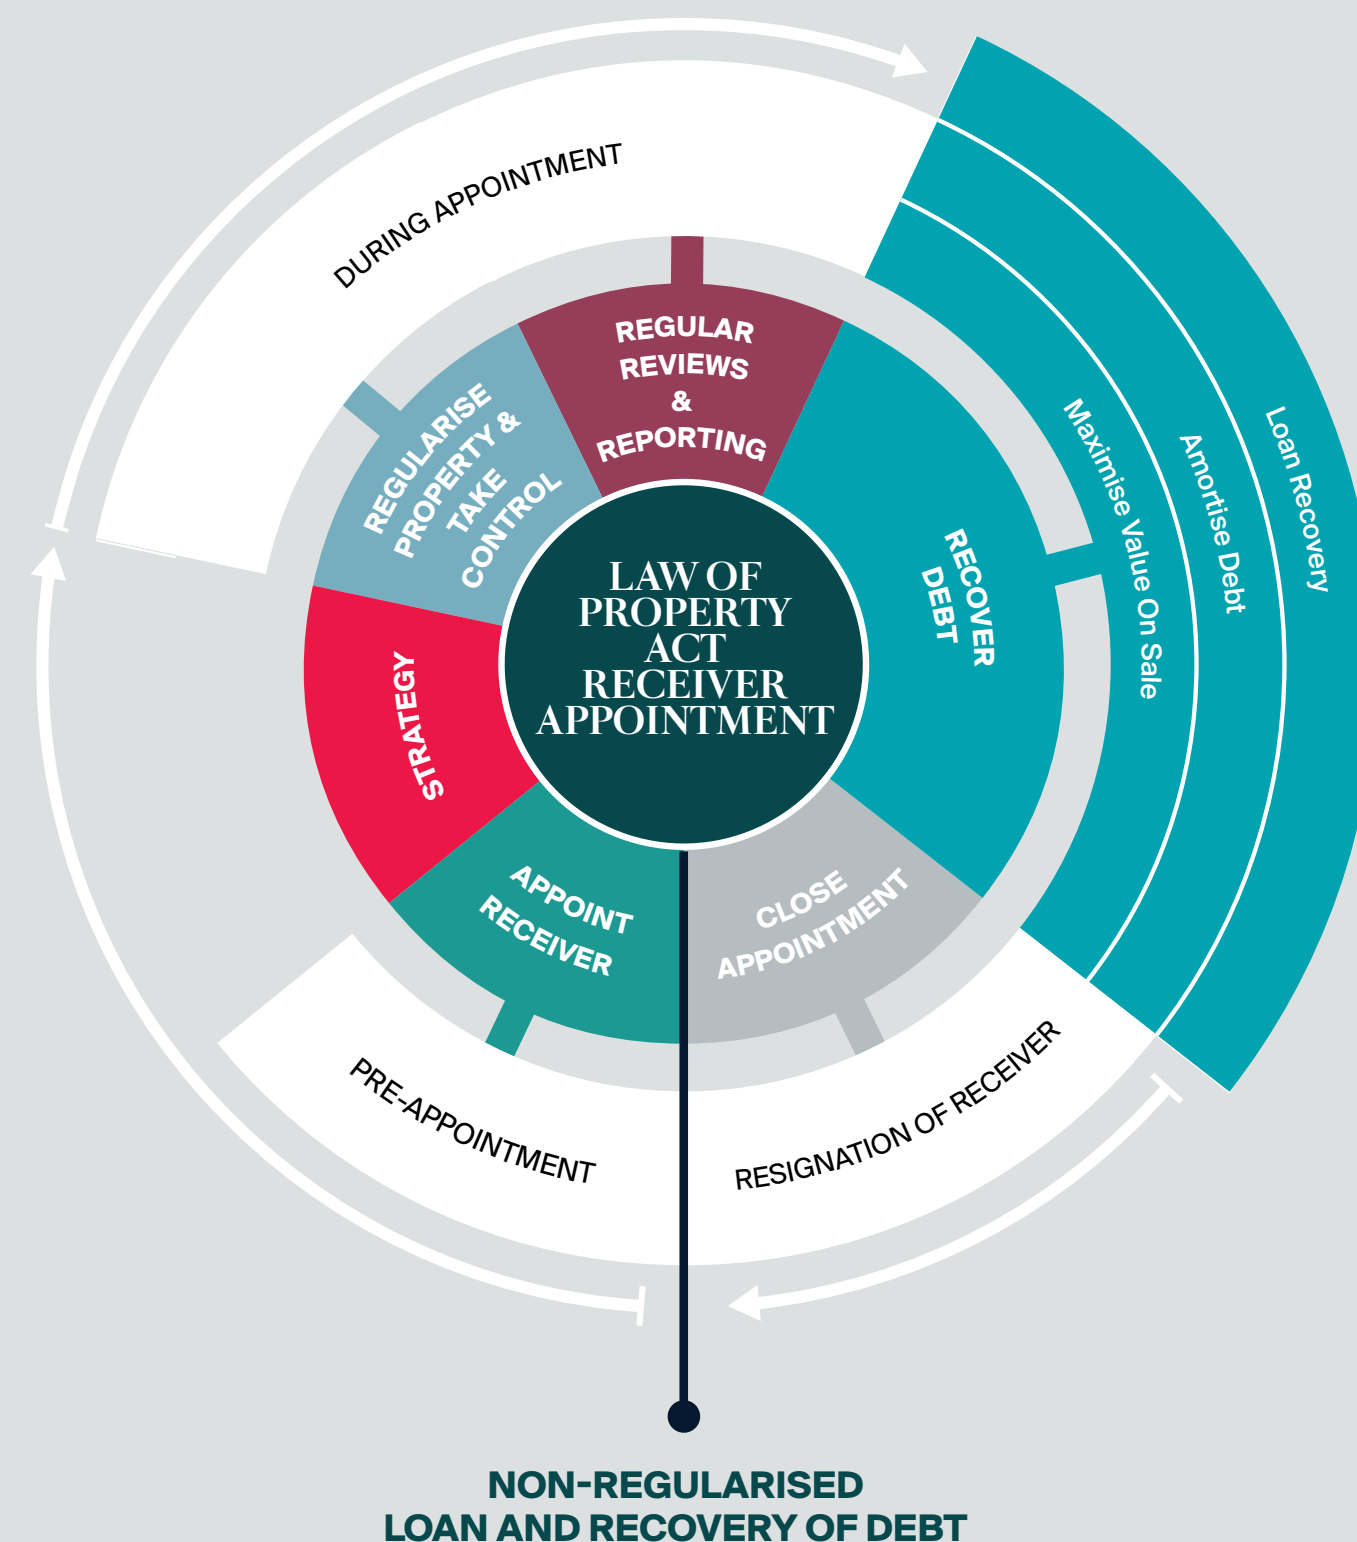 DURING APPOINTMENT
REGULAR
REVIEWS
&
REPORTING
REGULARISE
PROPERTY &
TAKE
CONTROL
STRATEGY
LAW OF
PROPERTY
ACT
RECEIVER
APPOINTMENT
RECOVER
DEBT
Maximise Value On Sale
Amortise Debt
Loan Recovery
APPOINT
RECEIVER
CLOSE
APPOINTMENT
PRE-APPOINTMENT
RESIGNATION OF RECEIVER
NON-REGULARISED
LOAN AND RECOVERY OF DEBT